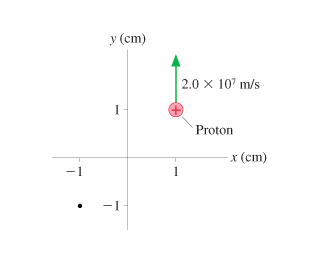 y (cm)
2.0 × 10⁷ m/s
1
+
Proton
x (cm)
−1
1
−1